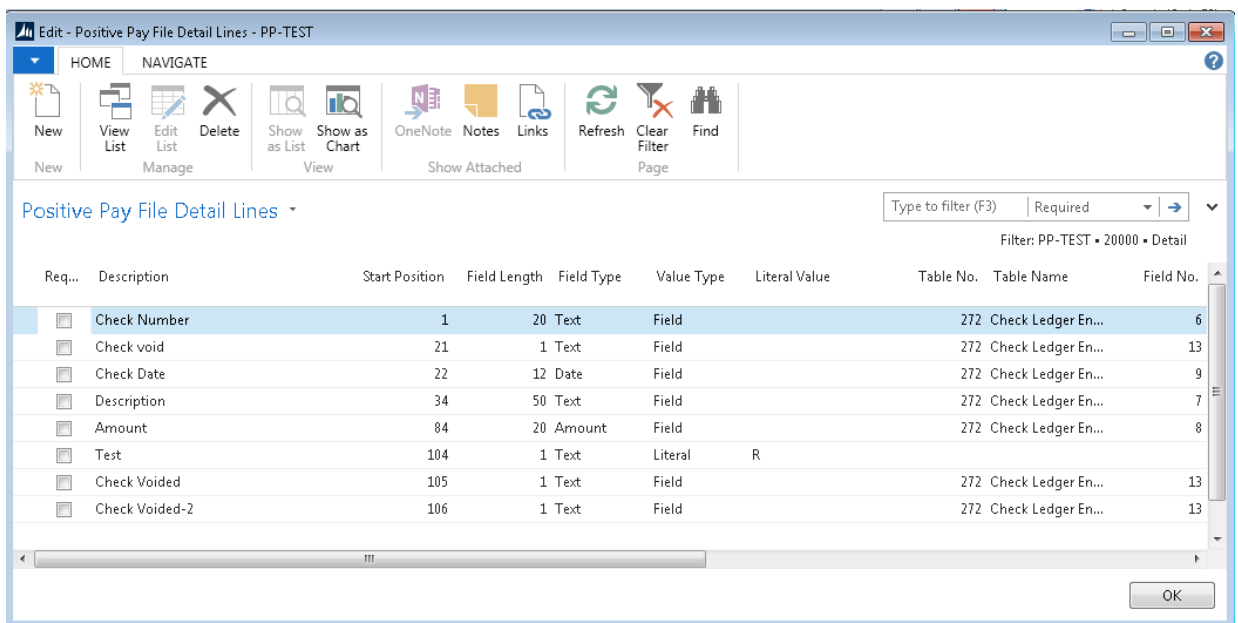 Edit - Positive Pay File Detail Lines - PP-TEST
HOME NAVIGATE
New View List Edit List Delete Show as List Show as Chart OneNote Notes Links Refresh Clear Filter Find
New Manage View Show Attached Page
Positive Pay File Detail Lines
Type to filter (F3) Required
Filter: PP-TEST • 20000 • Detail
Req... Description Start Position Field Length Field Type Value Type Literal Value Table No. Table Name Field No.
Check Number 1 20 Text Field 272 Check Ledger En... 6
Check void 21 1 Text Field 272 Check Ledger En... 13
Check Date 22 12 Date Field 272 Check Ledger En... 9
Description 34 50 Text Field 272 Check Ledger En... 7
Amount 84 20 Amount Field 272 Check Ledger En... 8
Test 104 1 Text Literal R
Check Voided 105 1 Text Field 272 Check Ledger En... 13
Check Voided-2 106 1 Text Field 272 Check Ledger En... 13
OK